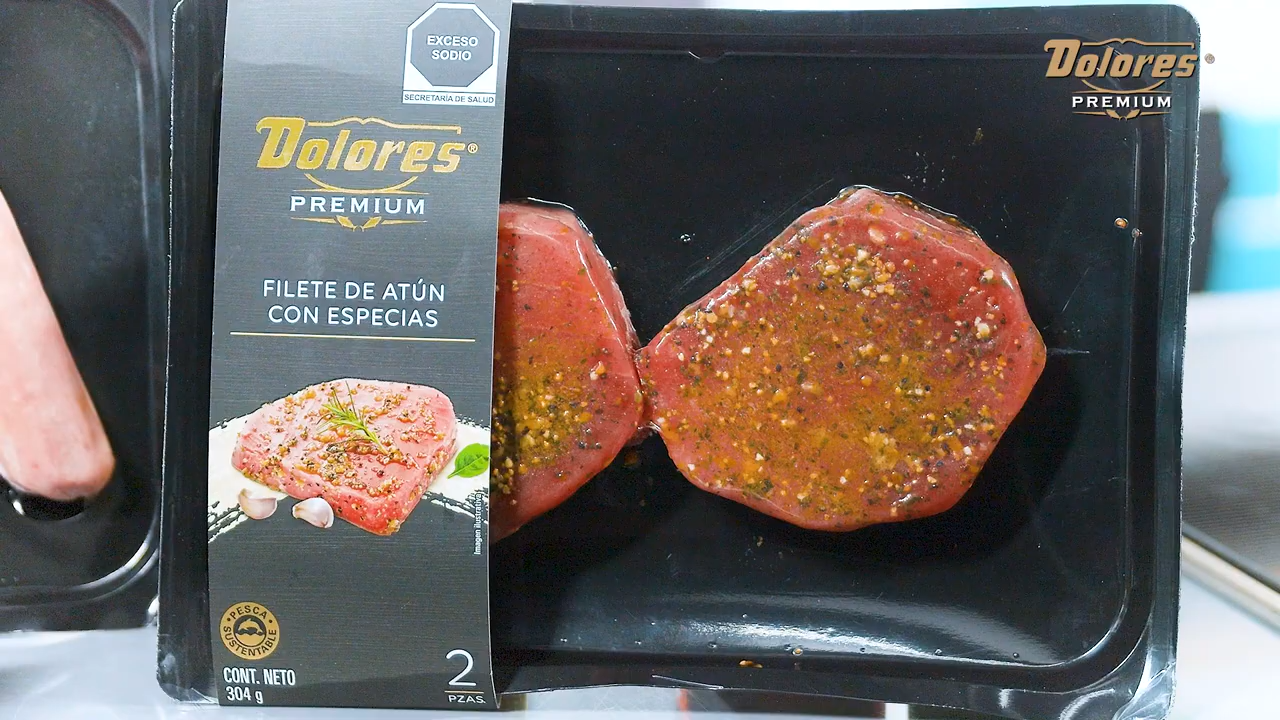 EXCESO
SODIO
SECRETARÍA DE SALUD
Dolores®
PREMIUM
FILETE DE ATÚN
CON ESPECIAS
Imagen ilustrativa
PESCA
SUSTENTABLE
CONT. NETO
304 g
2
PZAS.
Dolores®
PREMIUM